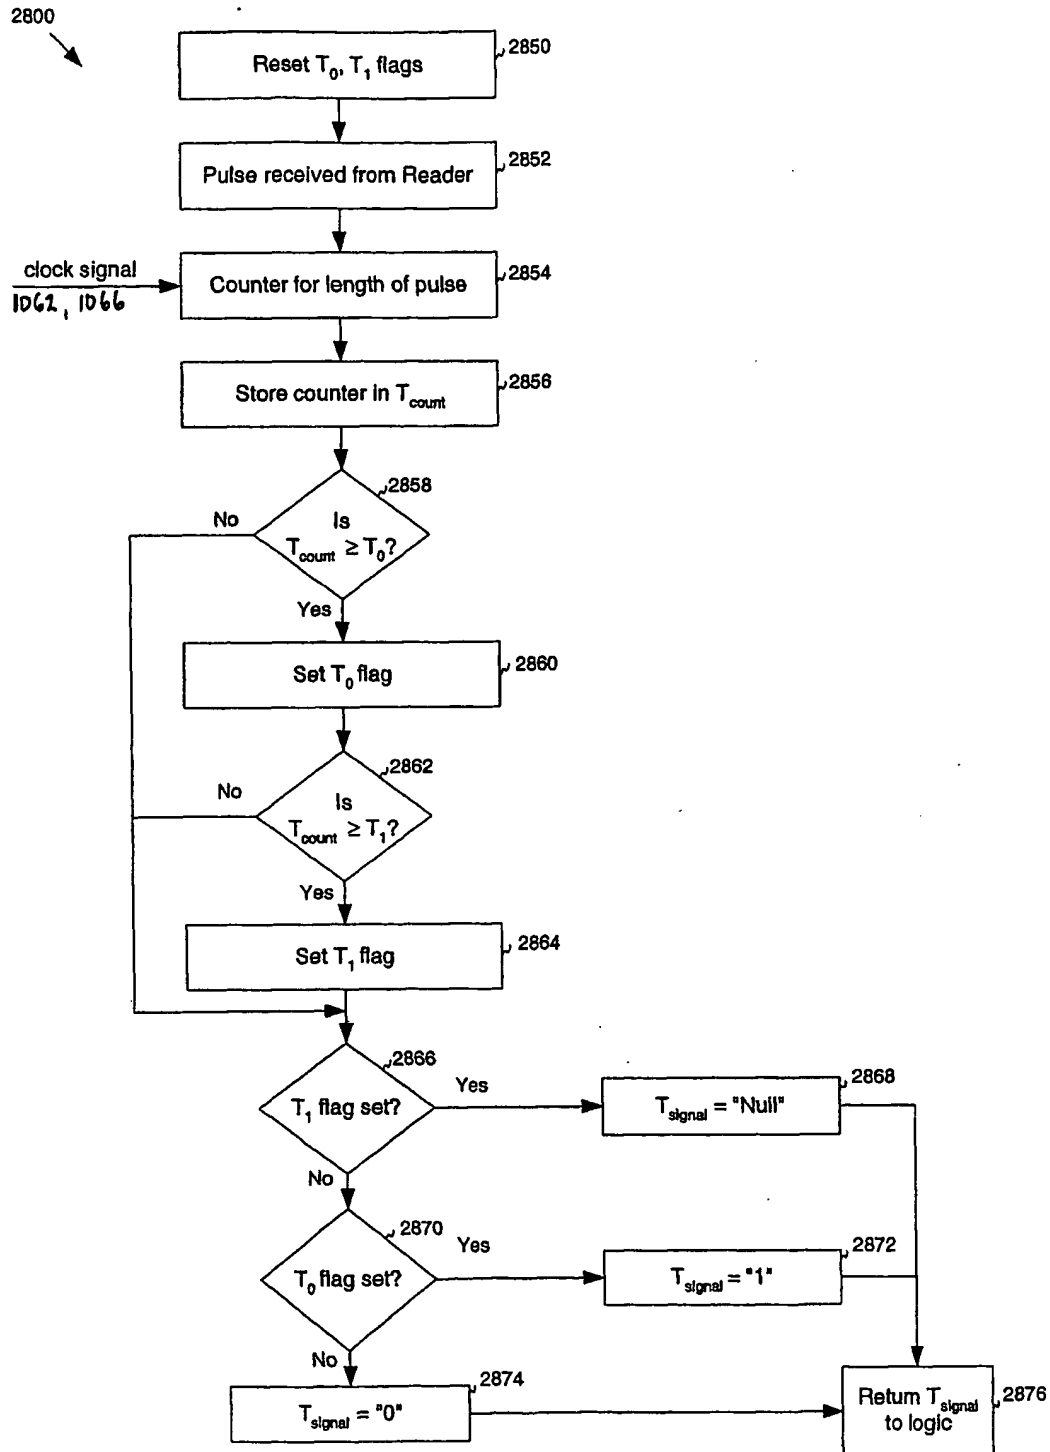 2800
Reset T0, T1 flags
2850
Pulse received from Reader
2852
clock signal
1062, 1066
Counter for length of pulse
2854
Store counter in Tcount
2856
2858
No
Is
Tcount ≥ T0?
Yes
Set T0 flag
2860
2862
No
Is
Tcount ≥ T1?
Yes
Set T1 flag
2864
2866
T1 flag set?
Yes
Tsignal = "Null"
2868
No
2870
T0 flag set?
Yes
Tsignal = "1"
2872
No
2874
Tsignal = "0"
Return Tsignal
to logic
2876